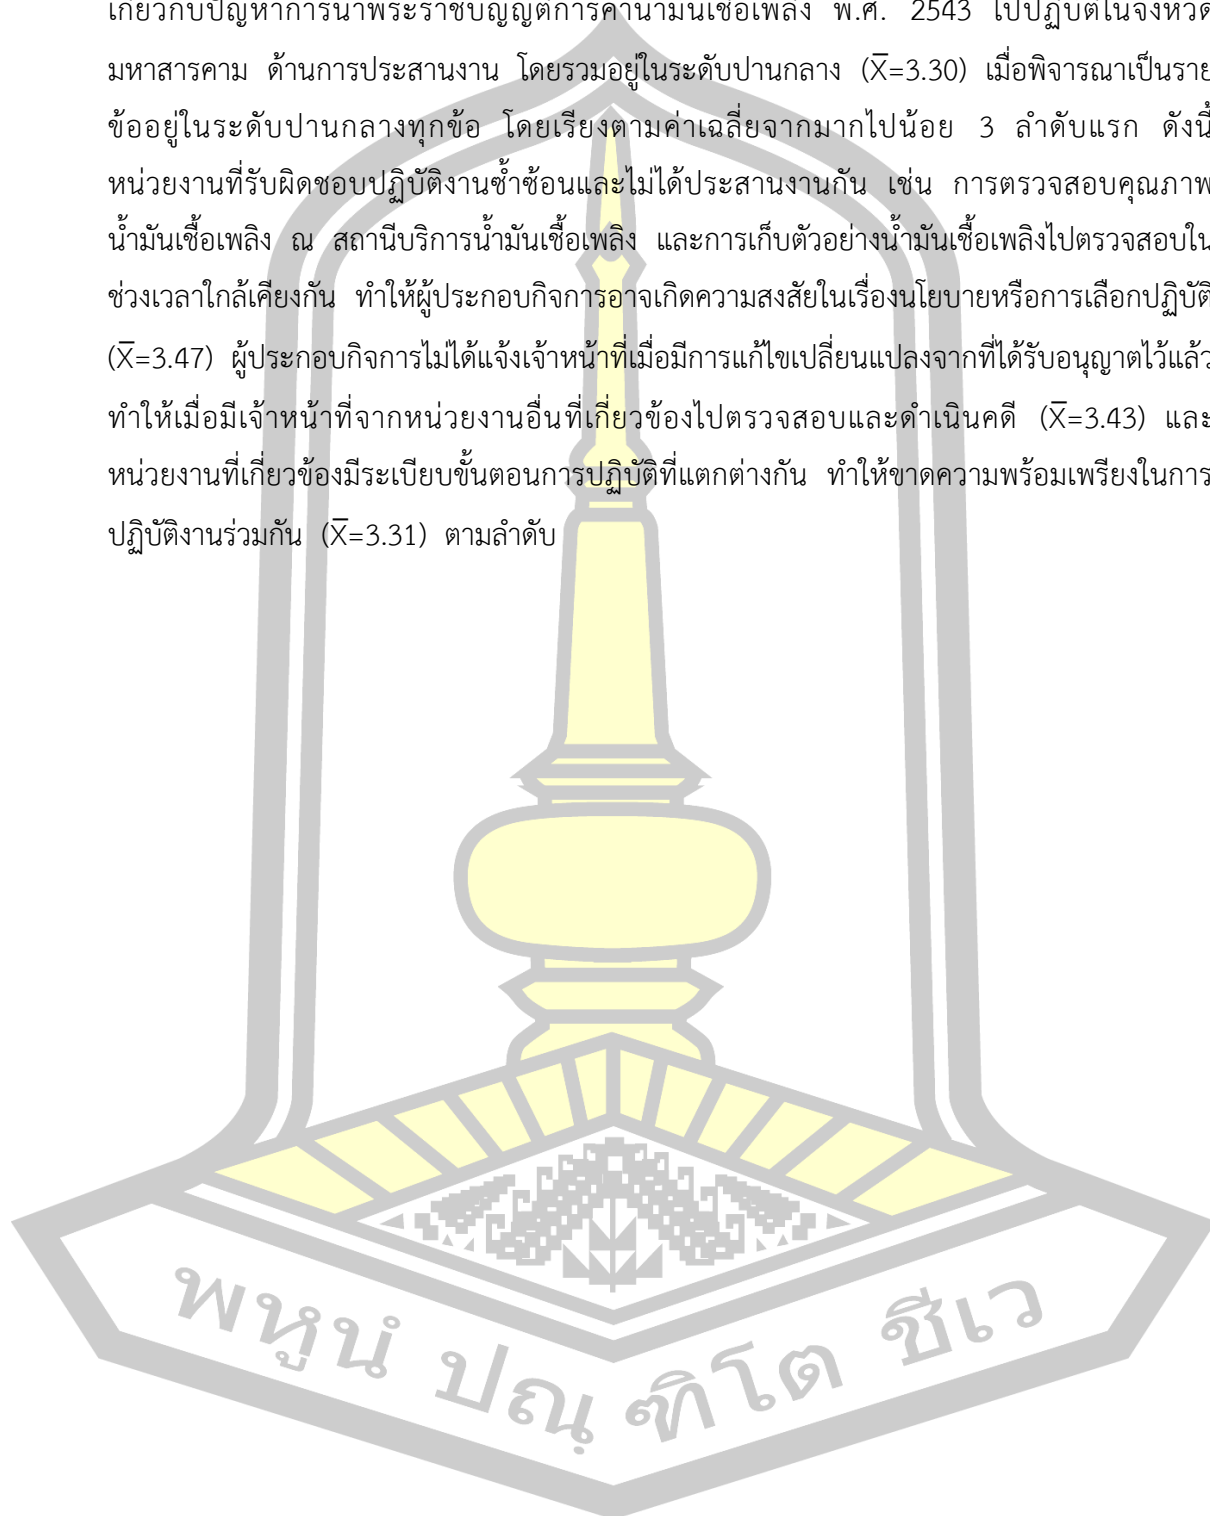 เกี่ยวกับปัญหาการนำพระราชบัญญัติการค้าน้ำมันเชื้อเพลิง พ.ศ. 2543 ไปปฏิบัติในจังหวัด
มหาสารคาม ด้านการประสานงาน โดยรวมอยู่ในระดับปานกลาง (X̅=3.30) เมื่อพิจารณาเป็นราย
ข้ออยู่ในระดับปานกลางทุกข้อ โดยเรียงตามค่าเฉลี่ยจากมากไปน้อย 3 ลำดับแรก ดังนี้
หน่วยงานที่รับผิดชอบปฏิบัติงานซ้ำซ้อนและไม่ได้ประสานงานกัน เช่น การตรวจสอบคุณภาพ
น้ำมันเชื้อเพลิง ณ สถานีบริการน้ำมันเชื้อเพลิง และการเก็บตัวอย่างน้ำมันเชื้อเพลิงไปตรวจสอบใน
ช่วงเวลาใกล้เคียงกัน ทำให้ผู้ประกอบกิจการอาจเกิดความสงสัยในเรื่องนโยบายหรือการเลือกปฏิบัติ
(X̅=3.47) ผู้ประกอบกิจการไม่ได้แจ้งเจ้าหน้าที่เมื่อมีการแก้ไขเปลี่ยนแปลงจากที่ได้รับอนุญาตไว้แล้ว
ทำให้เมื่อมีเจ้าหน้าที่จากหน่วยงานอื่นที่เกี่ยวข้องไปตรวจสอบและดำเนินคดี (X̅=3.43) และ
หน่วยงานที่เกี่ยวข้องมีระเบียบขั้นตอนการปฏิบัติที่แตกต่างกัน ทำให้ขาดความพร้อมเพรียงในการ
ปฏิบัติงานร่วมกัน (X̅=3.31) ตามลำดับ
พหูนํ ปณฺ ฑิโต ชีเว